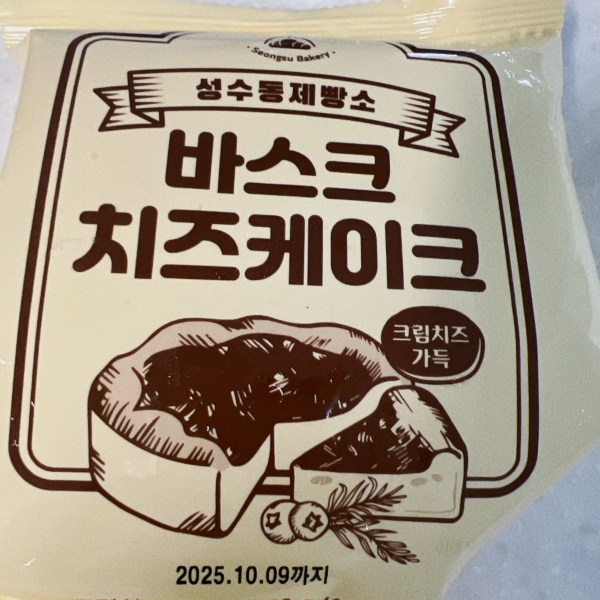 Seongsu Bakery
성수동제빵소
바스크
치즈케이크
크림치즈
가득
2025.10.09까지